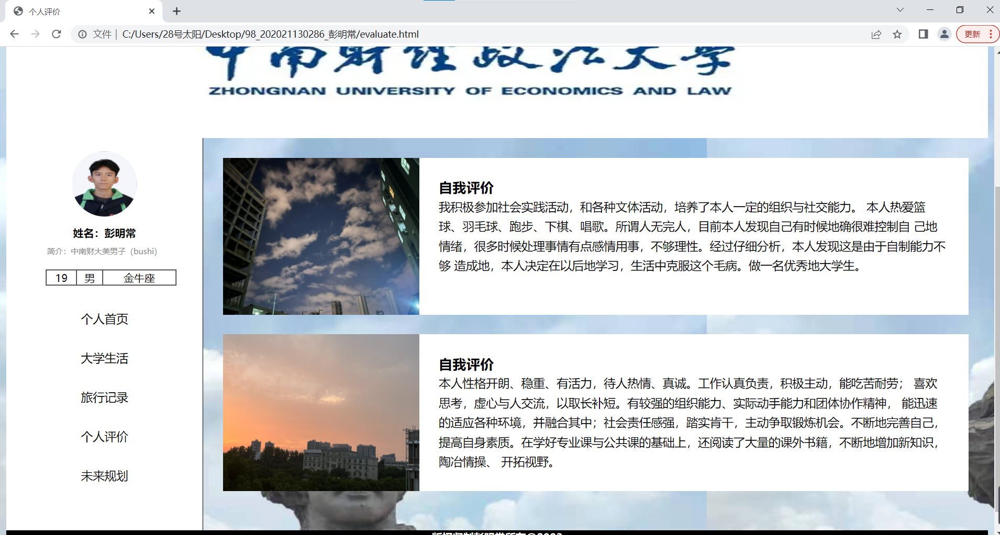 个人评价
文件 | C:/Users/28号太阳/Desktop/98_202021130286_彭明常/evaluate.html
更新
中南财经政法大学
ZHONGNAN UNIVERSITY OF ECONOMICS AND LAW
姓名：彭明常
简介：中南财大美男子（bushi）
19 男 金牛座
个人首页
大学生活
旅行记录
个人评价
未来规划
自我评价
我积极参加社会实践活动，和各种文体活动，培养了本人一定的组织与社交能力。 本人热爱篮
球、羽毛球、跑步、下棋、唱歌。所谓人无完人，目前本人发现自己有时候地确很难控制自 己地
情绪，很多时候处理事情有点感情用事，不够理性。经过仔细分析，本人发现这是由于自制能力不
够 造成地，本人决定在以后地学习，生活中克服这个毛病。做一名优秀地大学生。
自我评价
本人性格开朗、稳重、有活力，待人热情、真诚。工作认真负责，积极主动，能吃苦耐劳； 喜欢
思考，虚心与人交流，以取长补短。有较强的组织能力、实际动手能力和团体协作精神， 能迅速
的适应各种环境，并融合其中；社会责任感强，踏实肯干，主动争取锻炼机会。不断地完善自己，
提高自身素质。在学好专业课与公共课的基础上，还阅读了大量的课外书籍，不断地增加新知识，
陶冶情操、 开拓视野。